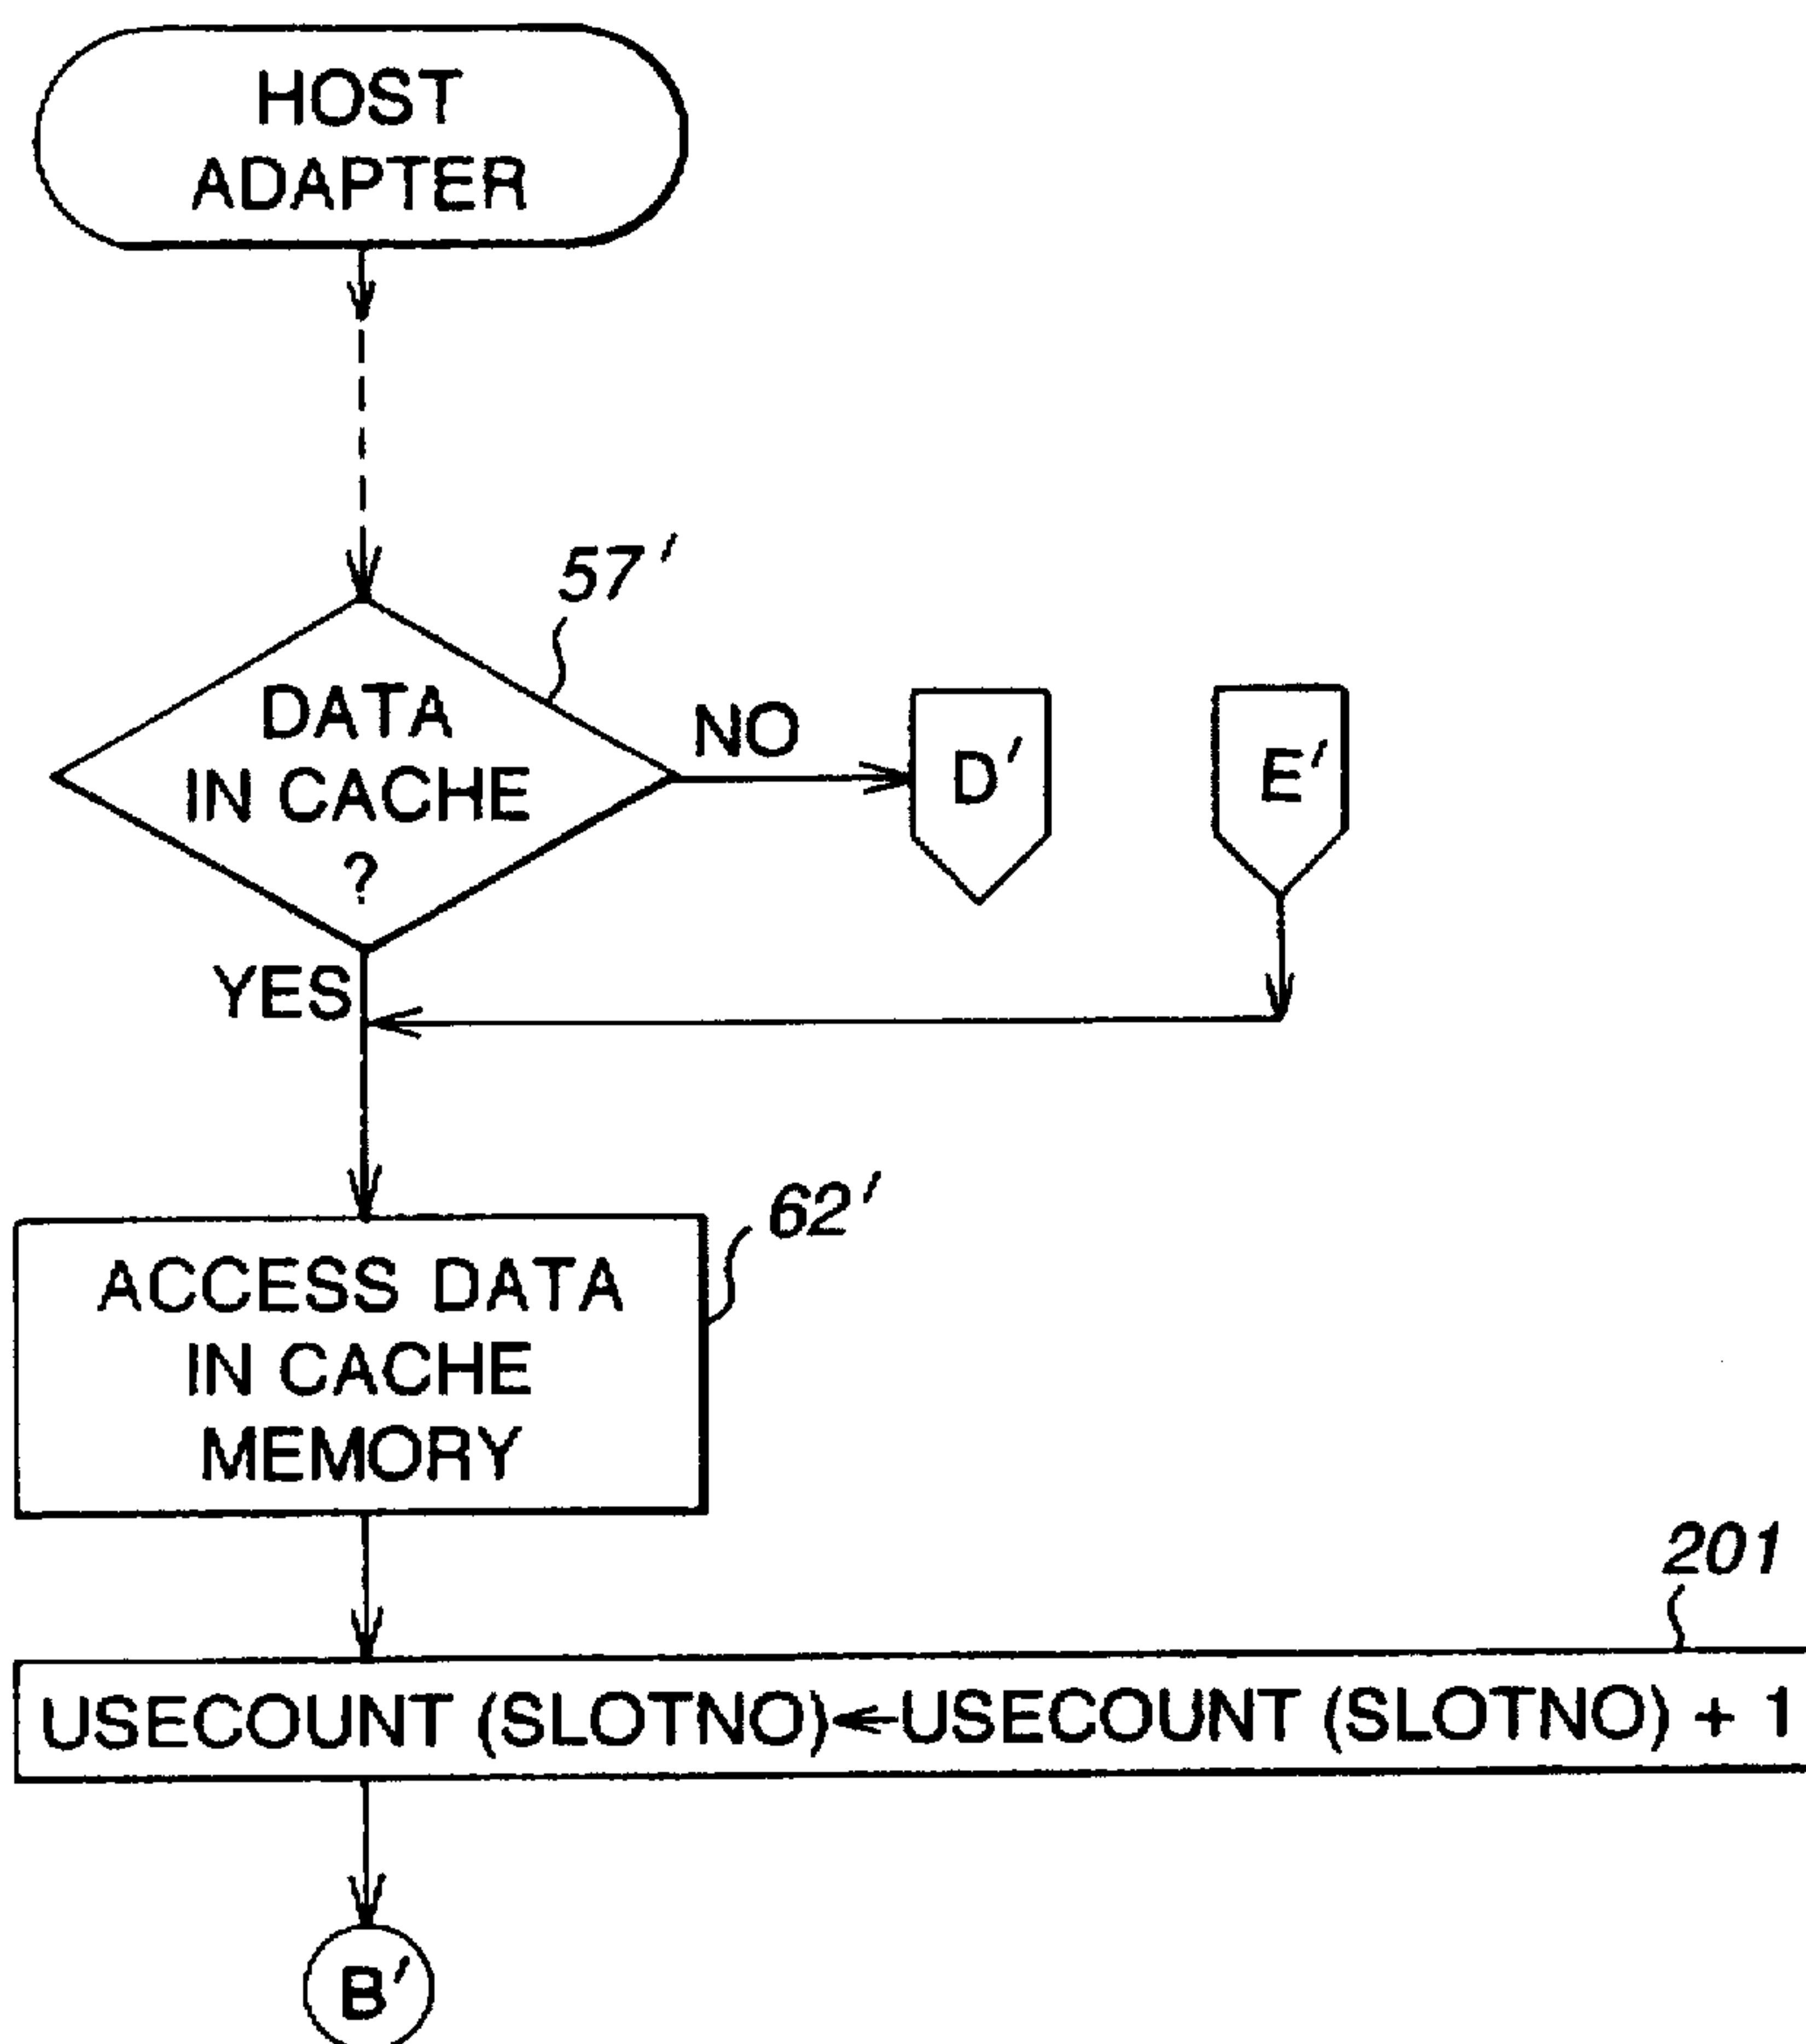 HOST
ADAPTER
57'
DATA
IN CACHE
?
NO
D'
E'
YES
62'
ACCESS DATA
IN CACHE
MEMORY
201
USECOUNT (SLOTNO)←USECOUNT (SLOTNO) + 1
B'